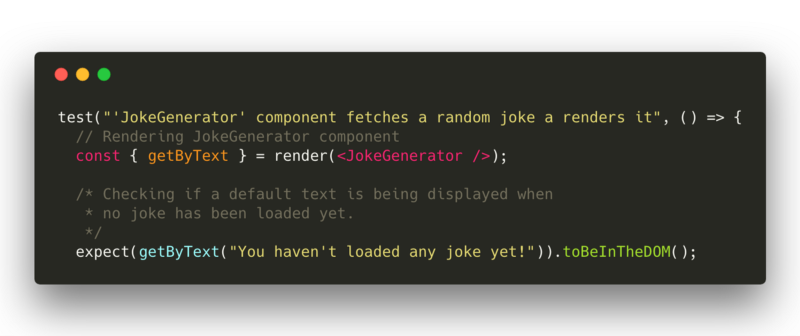 test("'JokeGenerator' component fetches a random joke a renders it", () => {
// Rendering JokeGenerator component
const { getByText } = render(<JokeGenerator />);
/* Checking if a default text is being displayed when
* no joke has been loaded yet.
*/
expect(getByText("You haven't loaded any joke yet!")).toBeInTheDOM();